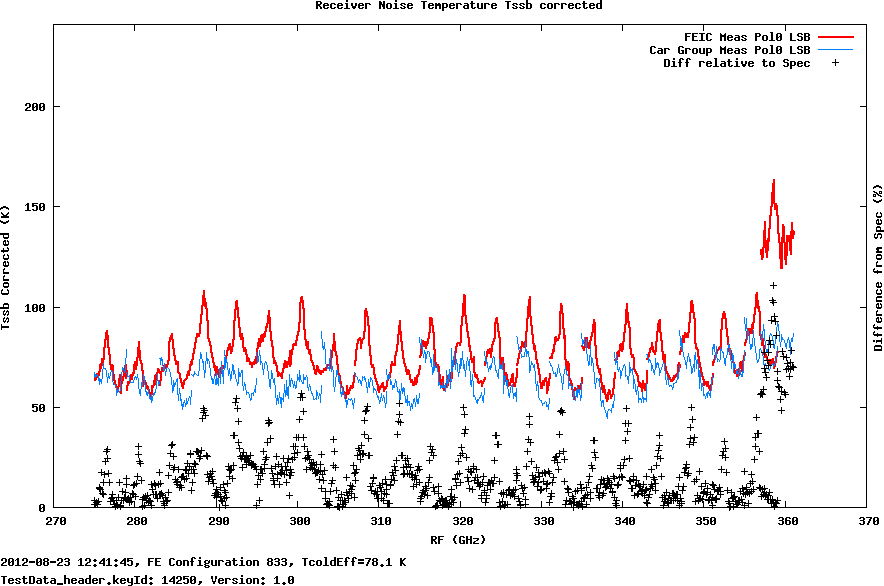 Receiver Noise Temperature Tssb corrected
FEIC Meas Pol0 LSB
Car Group Meas Pol0 LSB
Diff relative to Spec
200
150
100
50
0
Tssb Corrected (K)
Difference from Spec (%)
270 280 290 300 310 320 330 340 350 360 370
RF (GHz)
2012-08-23 12:41:45, FE Configuration 833, TcoldEff=78.1 K
TestData_header.keyId: 14250, Version: 1.0